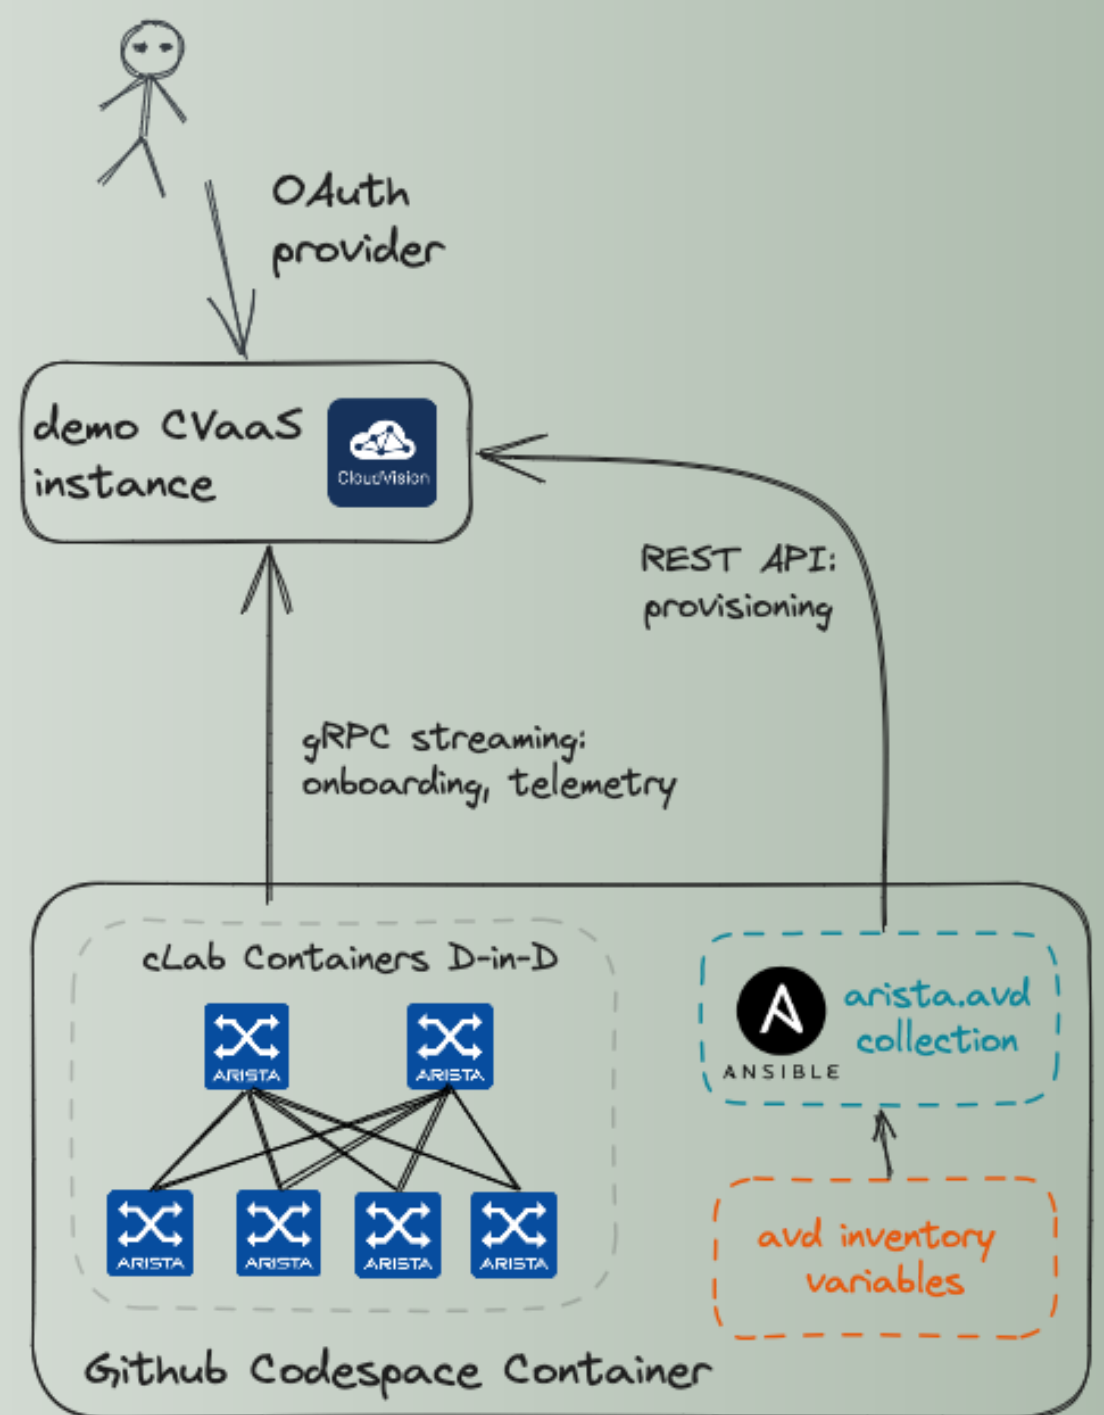 OAuth
provider
demo CVaaS
instance
CloudVision
REST API:
provisioning
gRPC streaming:
onboarding, telemetry
cLab Containers D-in-D
ARISTA
ARISTA
ARISTA
ARISTA
ARISTA
ARISTA
ANSIBLE
arista.avd
collection
avd inventory
variables
Github Codespace Container